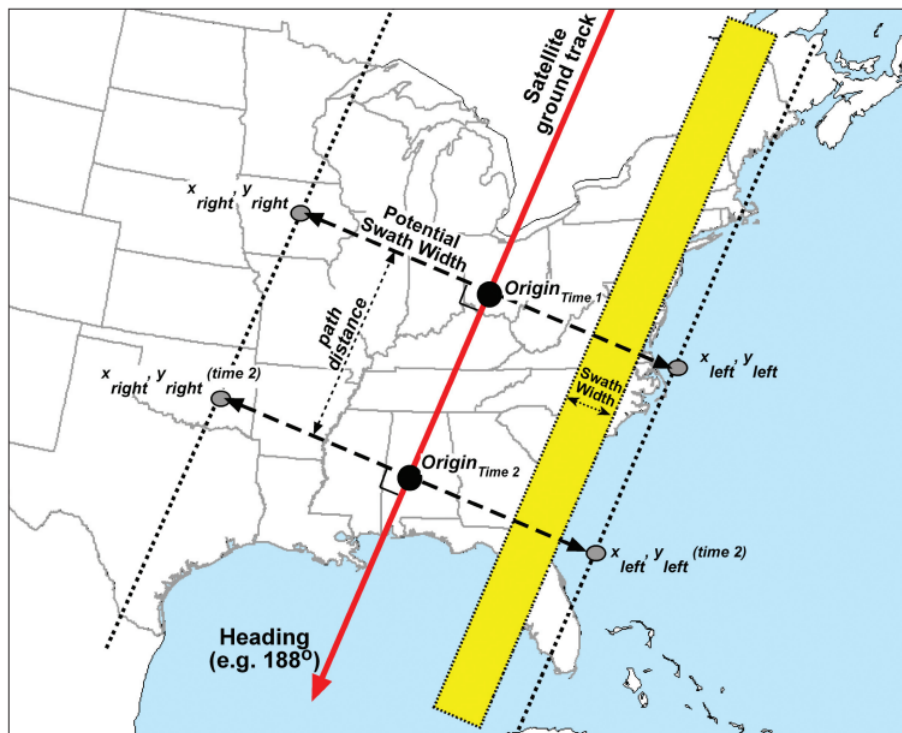 Satellite
ground track
x right, y right
Potential
Swath Width
Origin Time 1
path
distance
x left, y left
x right, y right (time 2)
Swath
Width
Origin Time 2
x left, y left (time 2)
Heading
(e.g. 188º)